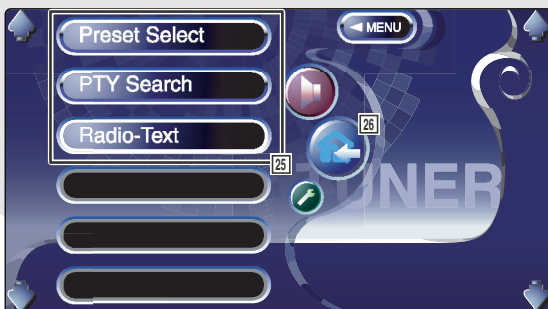 Preset Select
◄ MENU
PTY Search
Radio-Text
26
25
TUNER